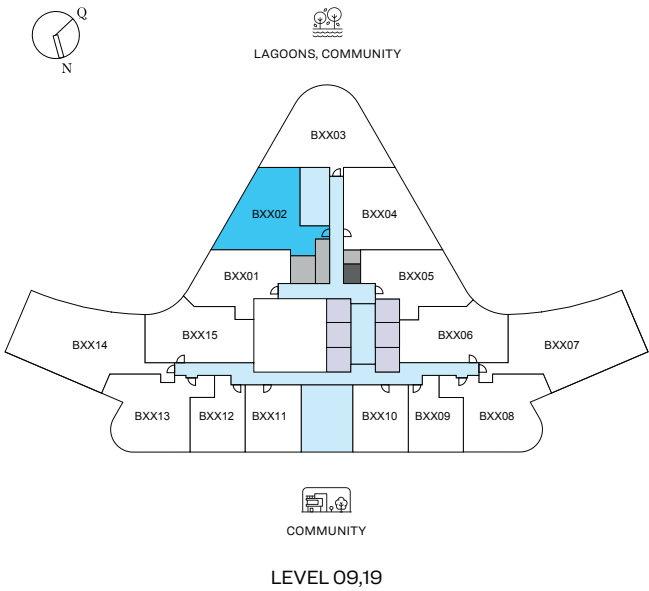 Q
N
LAGOONS, COMMUNITY
BXX03
BXX02
BXX04
BXX01
BXX05
BXX14
BXX15
BXX06
BXX07
BXX13
BXX12
BXX11
BXX10
BXX09
BXX08
COMMUNITY
LEVEL 09,19